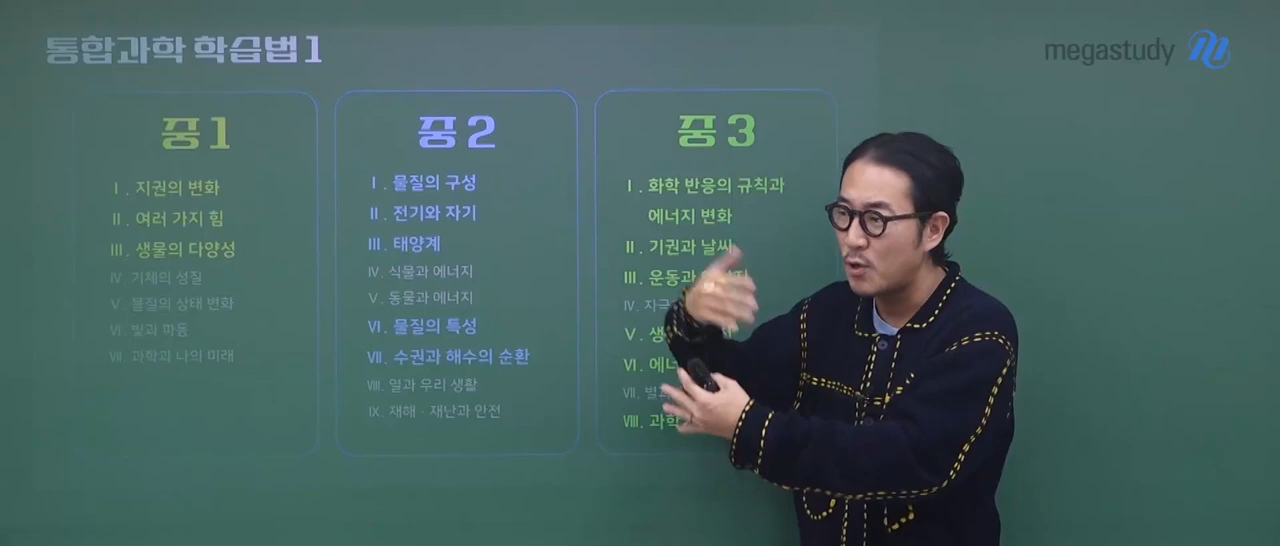 통합과학 학습법 1
megastudy
중 1
Ⅰ. 지권의 변화
Ⅱ. 여러 가지 힘
Ⅲ. 생물의 다양성
Ⅳ. 기체의 성질
Ⅴ. 물질의 상태 변화
Ⅵ. 빛과 파동
Ⅶ. 과학과 나의 미래
중 2
Ⅰ. 물질의 구성
Ⅱ. 전기와 자기
Ⅲ. 태양계
Ⅳ. 식물과 에너지
Ⅴ. 동물과 에너지
Ⅵ. 물질의 특성
Ⅶ. 수권과 해수의 순환
Ⅷ. 열과 우리 생활
Ⅸ. 재해 · 재난과 안전
중 3
Ⅰ. 화학 반응의 규칙과
에너지 변화
Ⅱ. 기권과 날씨
Ⅲ. 운동과
Ⅳ.
Ⅴ.
Ⅵ.
Ⅶ.
Ⅷ. 과학